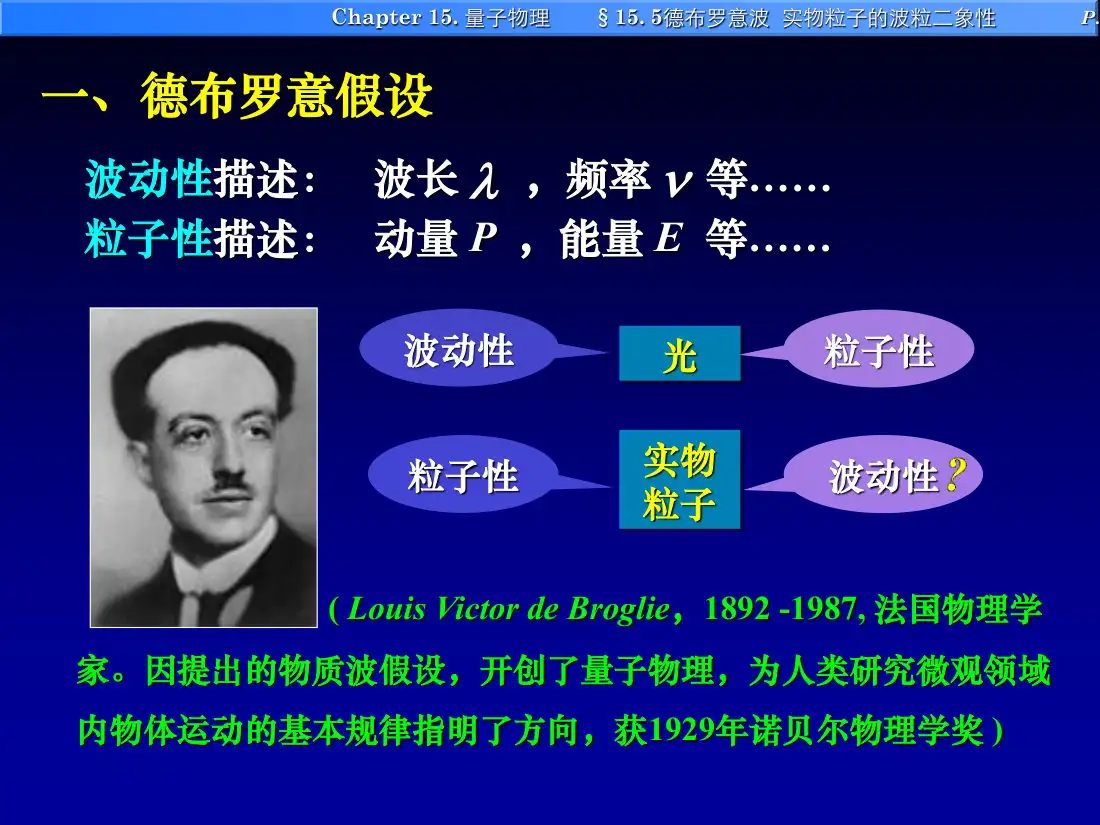 Chapter 15. 量子物理 §15. 5德布罗意波 实物粒子的波粒二象性 P.
一、德布罗意假设
波动性描述： 波长 λ ，频率 ν 等……
粒子性描述： 动量 P ，能量 E 等……
波动性 光 粒子性
粒子性 实物 波动性?
粒子
( Louis Victor de Broglie，1892 -1987, 法国物理学
家。因提出的物质波假设，开创了量子物理，为人类研究微观领域
内物体运动的基本规律指明了方向，获1929年诺贝尔物理学奖 )